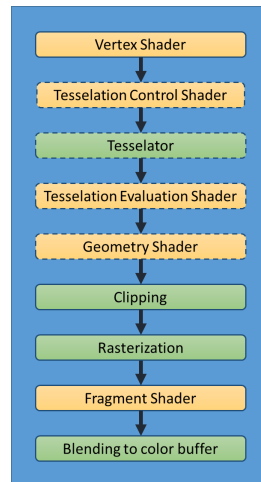 Vertex Shader
Tesselation Control Shader
Tesselator
Tesselation Evaluation Shader
Geometry Shader
Clipping
Rasterization
Fragment Shader
Blending to color buffer